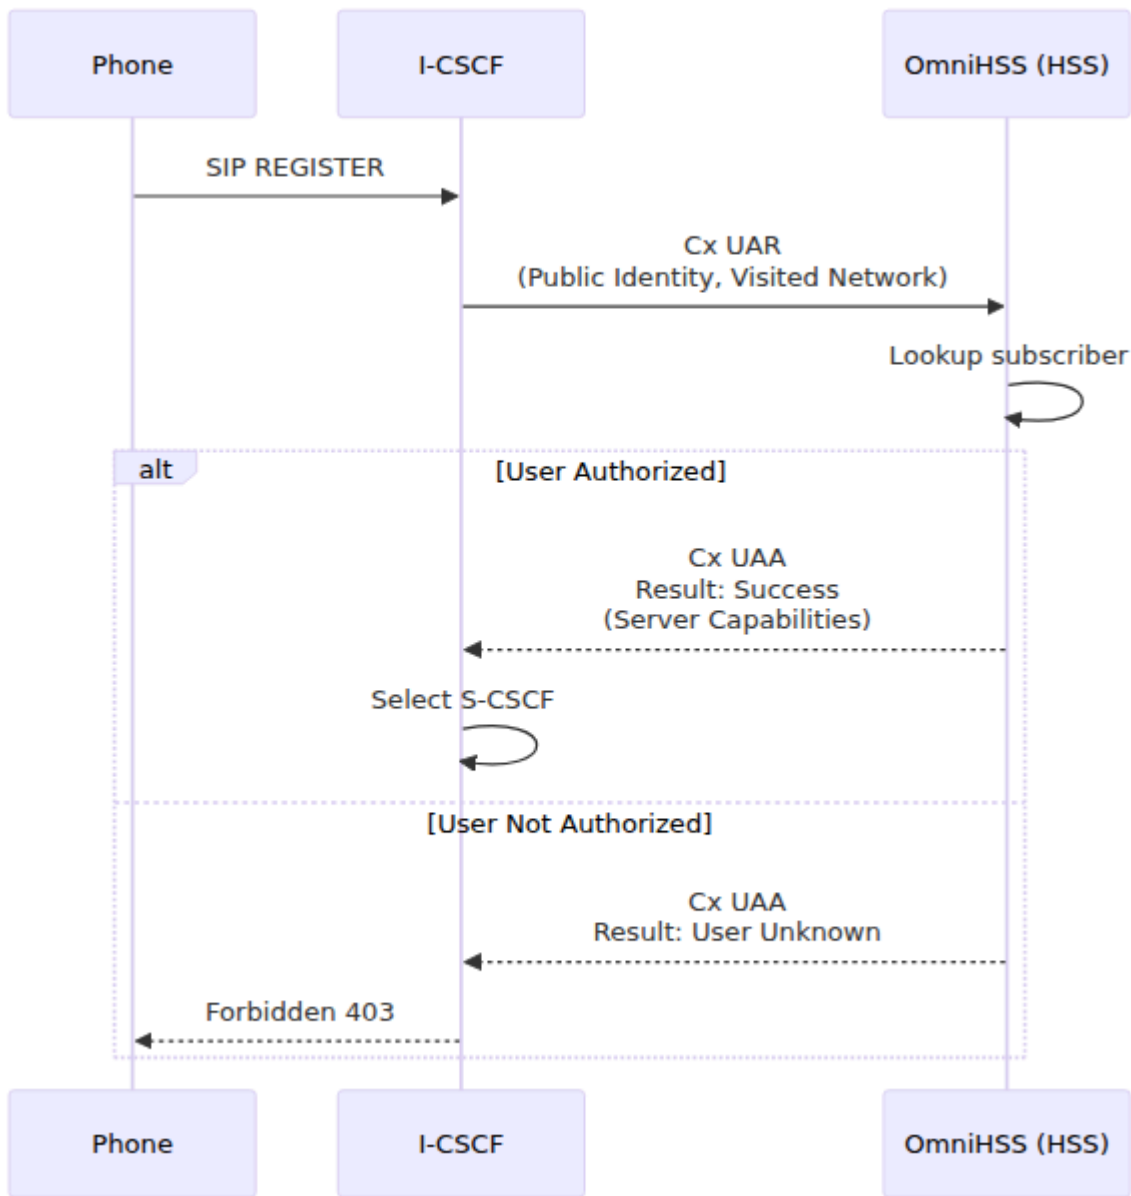 Phone
I-CSCF
OmniHSS (HSS)
SIP REGISTER
Cx UAR
(Public Identity, Visited Network)
Lookup subscriber
alt
[User Authorized]
Cx UAA
Result: Success
(Server Capabilities)
Select S-CSCF
[User Not Authorized]
Cx UAA
Result: User Unknown
Forbidden 403
Phone
I-CSCF
OmniHSS (HSS)